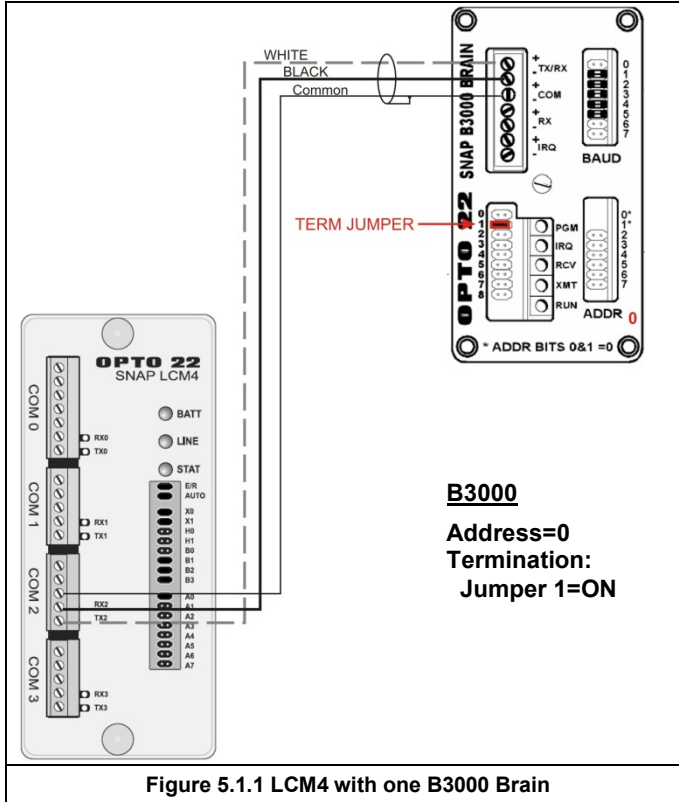 WHITE
BLACK
Common
SNAP B3000 BRAIN
+
TX/RX
-
+
COM
-
+
RX
-
+
IRQ
-
0
1
2
3
4
5
6
7
BAUD
TERM JUMPER
OPTO 22
0
1
2
3
4
5
6
7
8
PGM
IRQ
RCV
XMT
RUN
0*
1*
2
3
4
5
6
7
ADDR 0
* ADDR BITS 0&1 =0
OPTO 22
SNAP LCM4
COM 0
RX0
TX0
COM 1
RX1
TX1
COM 2
RX2
TX2
COM 3
RX3
TX3
BATT
LINE
STAT
E/R
AUTO
X0
X1
H0
H1
B0
B1
B2
B3
A0
A1
A2
A3
A4
A5
A6
A7
B3000
Address=0
Termination:
Jumper 1=ON
Figure 5.1.1 LCM4 with one B3000 Brain